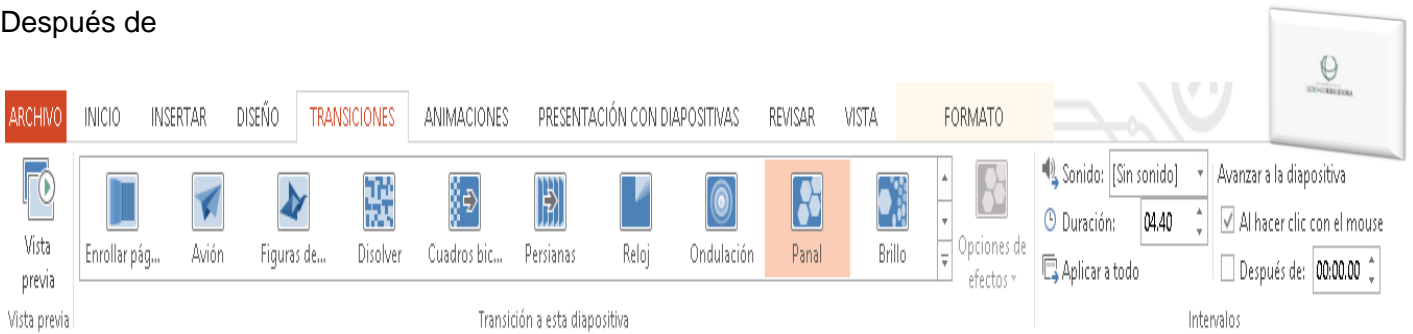 Después de
ARCHIVO INICIO INSERTAR DISEÑO TRANSICIONES ANIMACIONES PRESENTACIÓN CON DIAPOSITIVAS REVISAR VISTA FORMATO
Vista previa
Enrollar pág... Avión Figuras de... Disolver Cuadros bic... Persianas Reloj Ondulación Panal Brillo
Opciones de efectos
Sonido: [Sin sonido]
Duración: 04.40
Aplicar a todo
Avanzar a la diapositiva
Al hacer clic con el mouse
Después de: 00:00.00
Vista previa Transición a esta diapositiva Intervalos